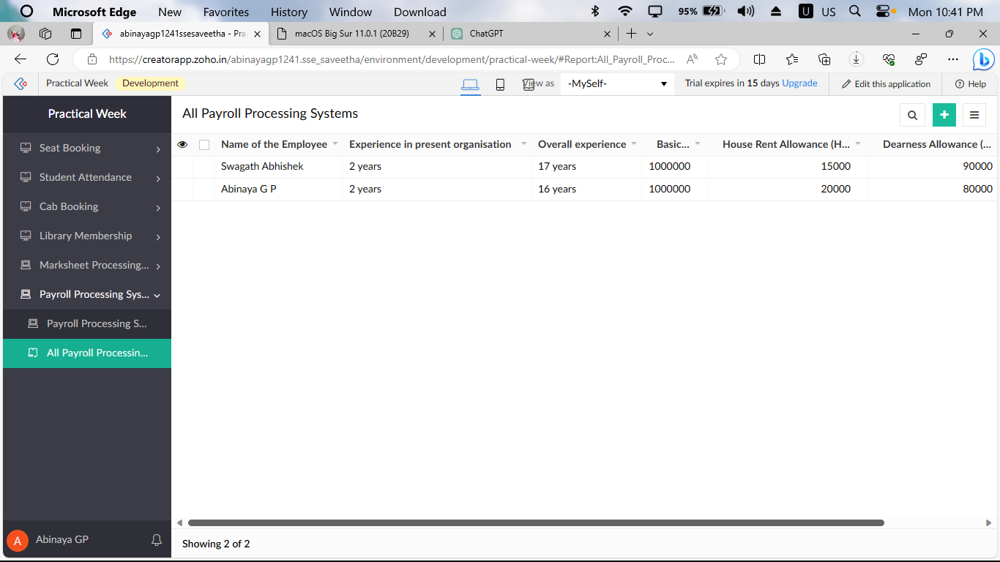 Microsoft Edge New Favorites History Window Download 95% U US Mon 10:41 PM
abinayagp1241ssesaveetha - Pra macOS Big Sur 11.0.1 (20B29) ChatGPT
https://creatorapp.zoho.in/abinayagp1241.sse_saveetha/environment/development/practical-week/#Report:All_Payroll_Proc...
Practical Week Development View as -MySelf- Trial expires in 15 days Upgrade Edit this application Help
Practical Week
All Payroll Processing Systems
Seat Booking
Student Attendance
Cab Booking
Library Membership
Marksheet Processing...
Payroll Processing Sys...
Payroll Processing S...
All Payroll Processin...
Name of the Employee Experience in present organisation Overall experience Basic... House Rent Allowance (H... Dearness Allowance (...
Swagath Abhishek 2 years 17 years 1000000 15000 90000
Abinaya G P 2 years 16 years 1000000 20000 80000
A Abinaya GP
Showing 2 of 2